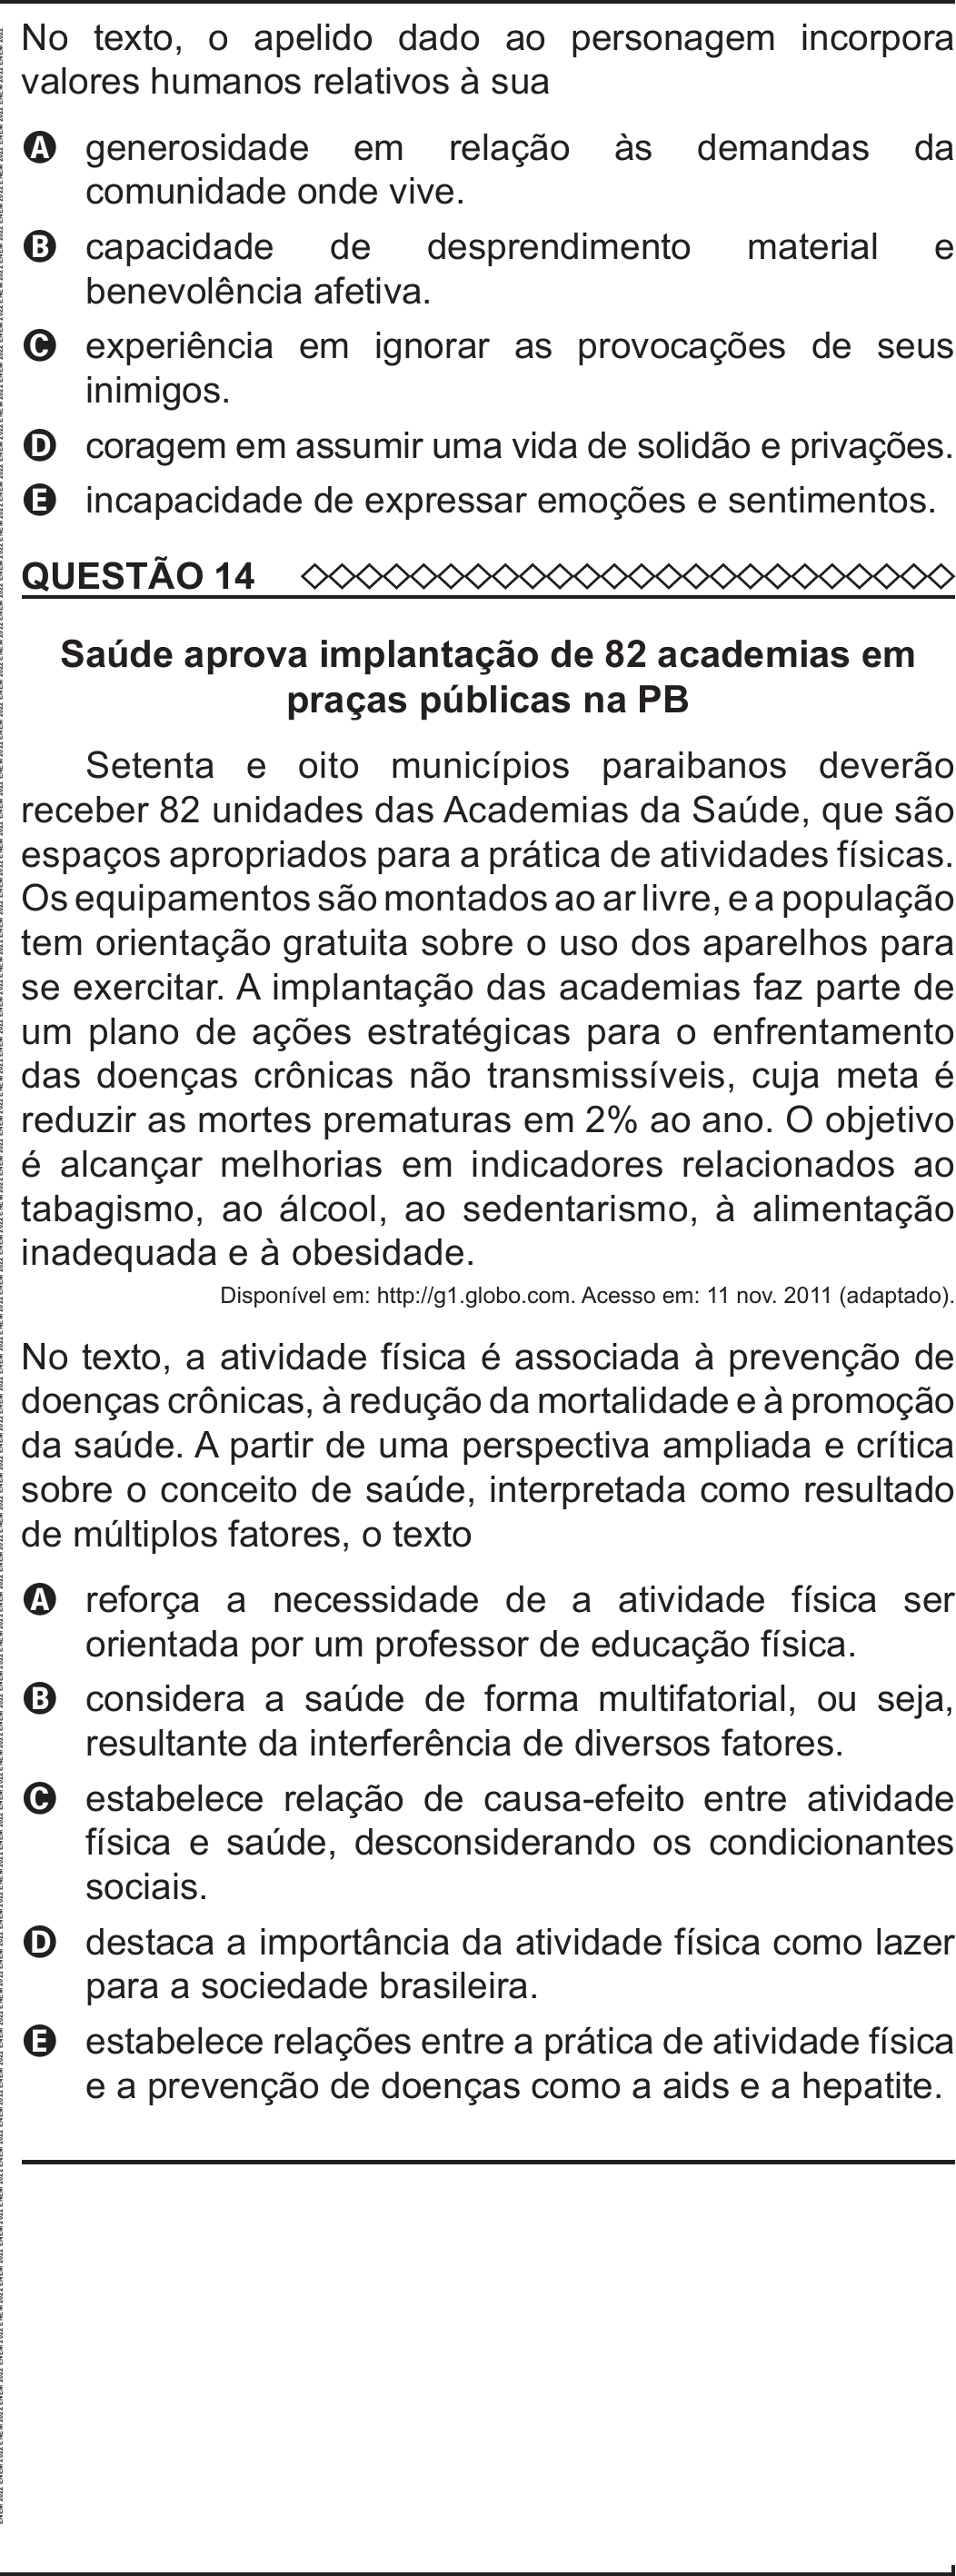 No texto, o apelido dado ao personagem incorpora
valores humanos relativos à sua
A generosidade em relação às demandas da
comunidade onde vive.
B capacidade de desprendimento material e
benevolência afetiva.
C experiência em ignorar as provocações de seus
inimigos.
D coragem em assumir uma vida de solidão e privações.
E incapacidade de expressar emoções e sentimentos.
QUESTÃO 14
Saúde aprova implantação de 82 academias em
praças públicas na PB
Setenta e oito municípios paraibanos deverão
receber 82 unidades das Academias da Saúde, que são
espaços apropriados para a prática de atividades físicas.
Os equipamentos são montados ao ar livre, e a população
tem orientação gratuita sobre o uso dos aparelhos para
se exercitar. A implantação das academias faz parte de
um plano de ações estratégicas para o enfrentamento
das doenças crônicas não transmissíveis, cuja meta é
reduzir as mortes prematuras em 2% ao ano. O objetivo
é alcançar melhorias em indicadores relacionados ao
tabagismo, ao álcool, ao sedentarismo, à alimentação
inadequada e à obesidade.
Disponível em: http://g1.globo.com. Acesso em: 11 nov. 2011 (adaptado).
No texto, a atividade física é associada à prevenção de
doenças crônicas, à redução da mortalidade e à promoção
da saúde. A partir de uma perspectiva ampliada e crítica
sobre o conceito de saúde, interpretada como resultado
de múltiplos fatores, o texto
A reforça a necessidade de a atividade física ser
orientada por um professor de educação física.
B considera a saúde de forma multifatorial, ou seja,
resultante da interferência de diversos fatores.
C estabelece relação de causa-efeito entre atividade
física e saúde, desconsiderando os condicionantes
sociais.
D destaca a importância da atividade física como lazer
para a sociedade brasileira.
E estabelece relações entre a prática de atividade física
e a prevenção de doenças como a aids e a hepatite.